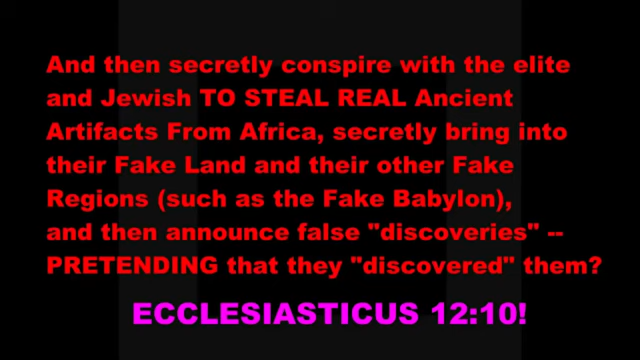 And then secretly conspire with the elite
and Jewish TO STEAL REAL Ancient
Artifacts From Africa, secretly bring into
their Fake Land and their other Fake
Regions (such as the Fake Babylon),
and then announce false "discoveries" --
PRETENDING that they "discovered" them?
ECCLESIASTICUS 12:10!